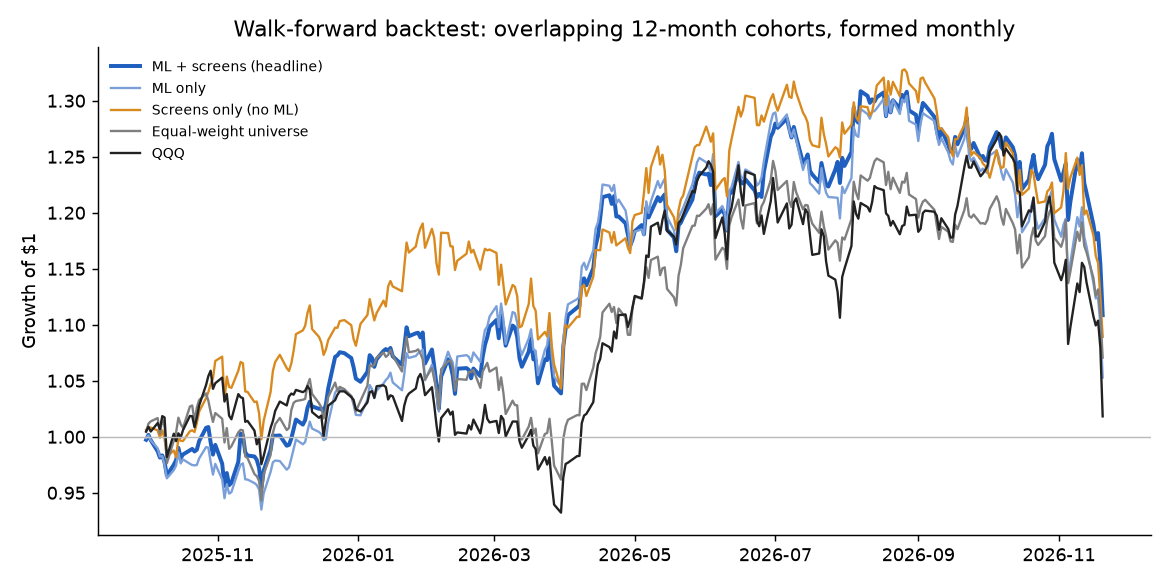 Walk-forward backtest: overlapping 12-month cohorts, formed monthly
ML + screens (headline)
ML only
Screens only (no ML)
Equal-weight universe
QQQ
Growth of $1
1.30
1.25
1.20
1.15
1.10
1.05
1.00
0.95
2025-11 2026-01 2026-03 2026-05 2026-07 2026-09 2026-11